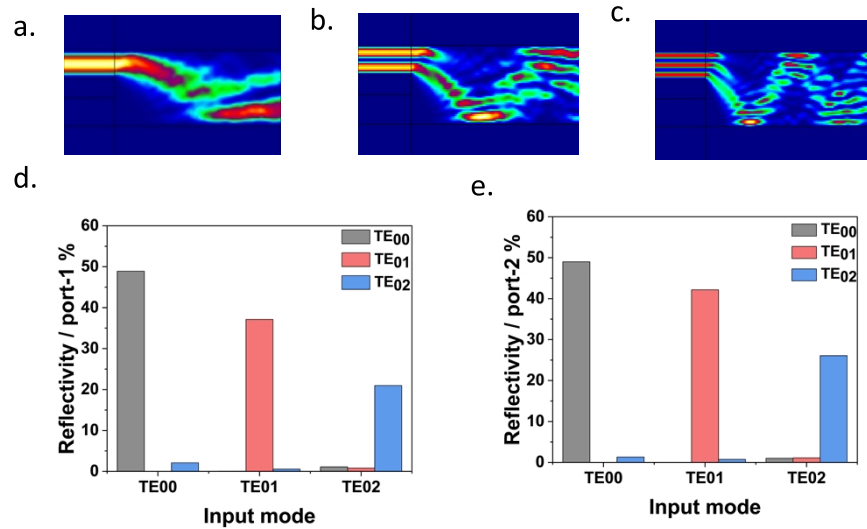 a.
b.
c.
d.
e.
60
50
40
30
20
10
0
Reflectivity / port-1 %
TE00
TE01
TE02
TE00
TE01
TE02
Input mode
60
50
40
30
20
10
0
Reflectivity / port-2 %
TE00
TE01
TE02
TE00
TE01
TE02
Input mode